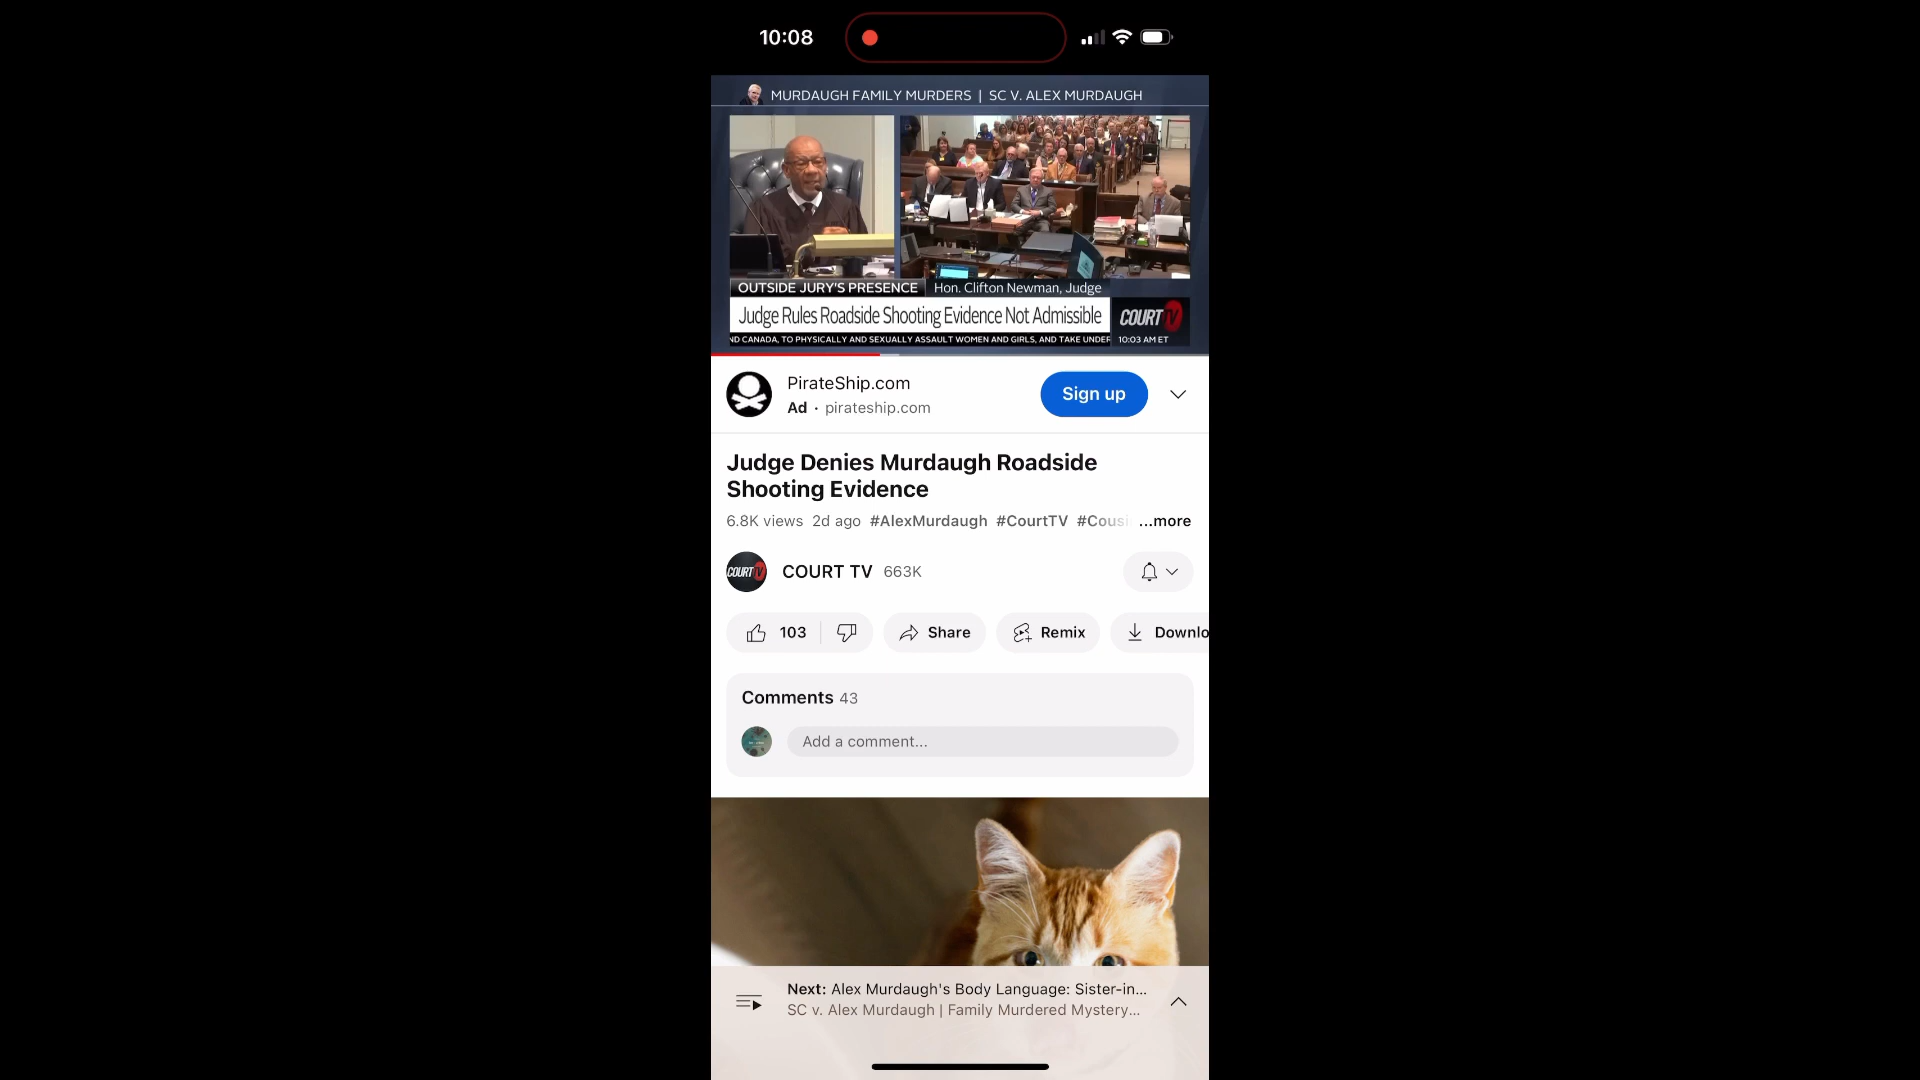 10:08
MURDAUGH FAMILY MURDERS | SC V. ALEX MURDAUGH
OUTSIDE JURY'S PRESENCE Hon. Clifton Newman, Judge
Judge Rules Roadside Shooting Evidence Not Admissible COURT TV
ND CANADA, TO PHYSICALLY AND SEXUALLY ASSAULT WOMEN AND GIRLS, AND TAKE UNDER 10:03 AM ET
PirateShip.com
Ad · pirateship.com
Sign up
Judge Denies Murdaugh Roadside
Shooting Evidence
6.8K views 2d ago #AlexMurdaugh #CourtTV #Cousi ...more
COURT TV COURT TV 663K
103 Share Remix Downlo
Comments 43
Add a comment...
Next: Alex Murdaugh's Body Language: Sister-in...
SC v. Alex Murdaugh | Family Murdered Mystery...